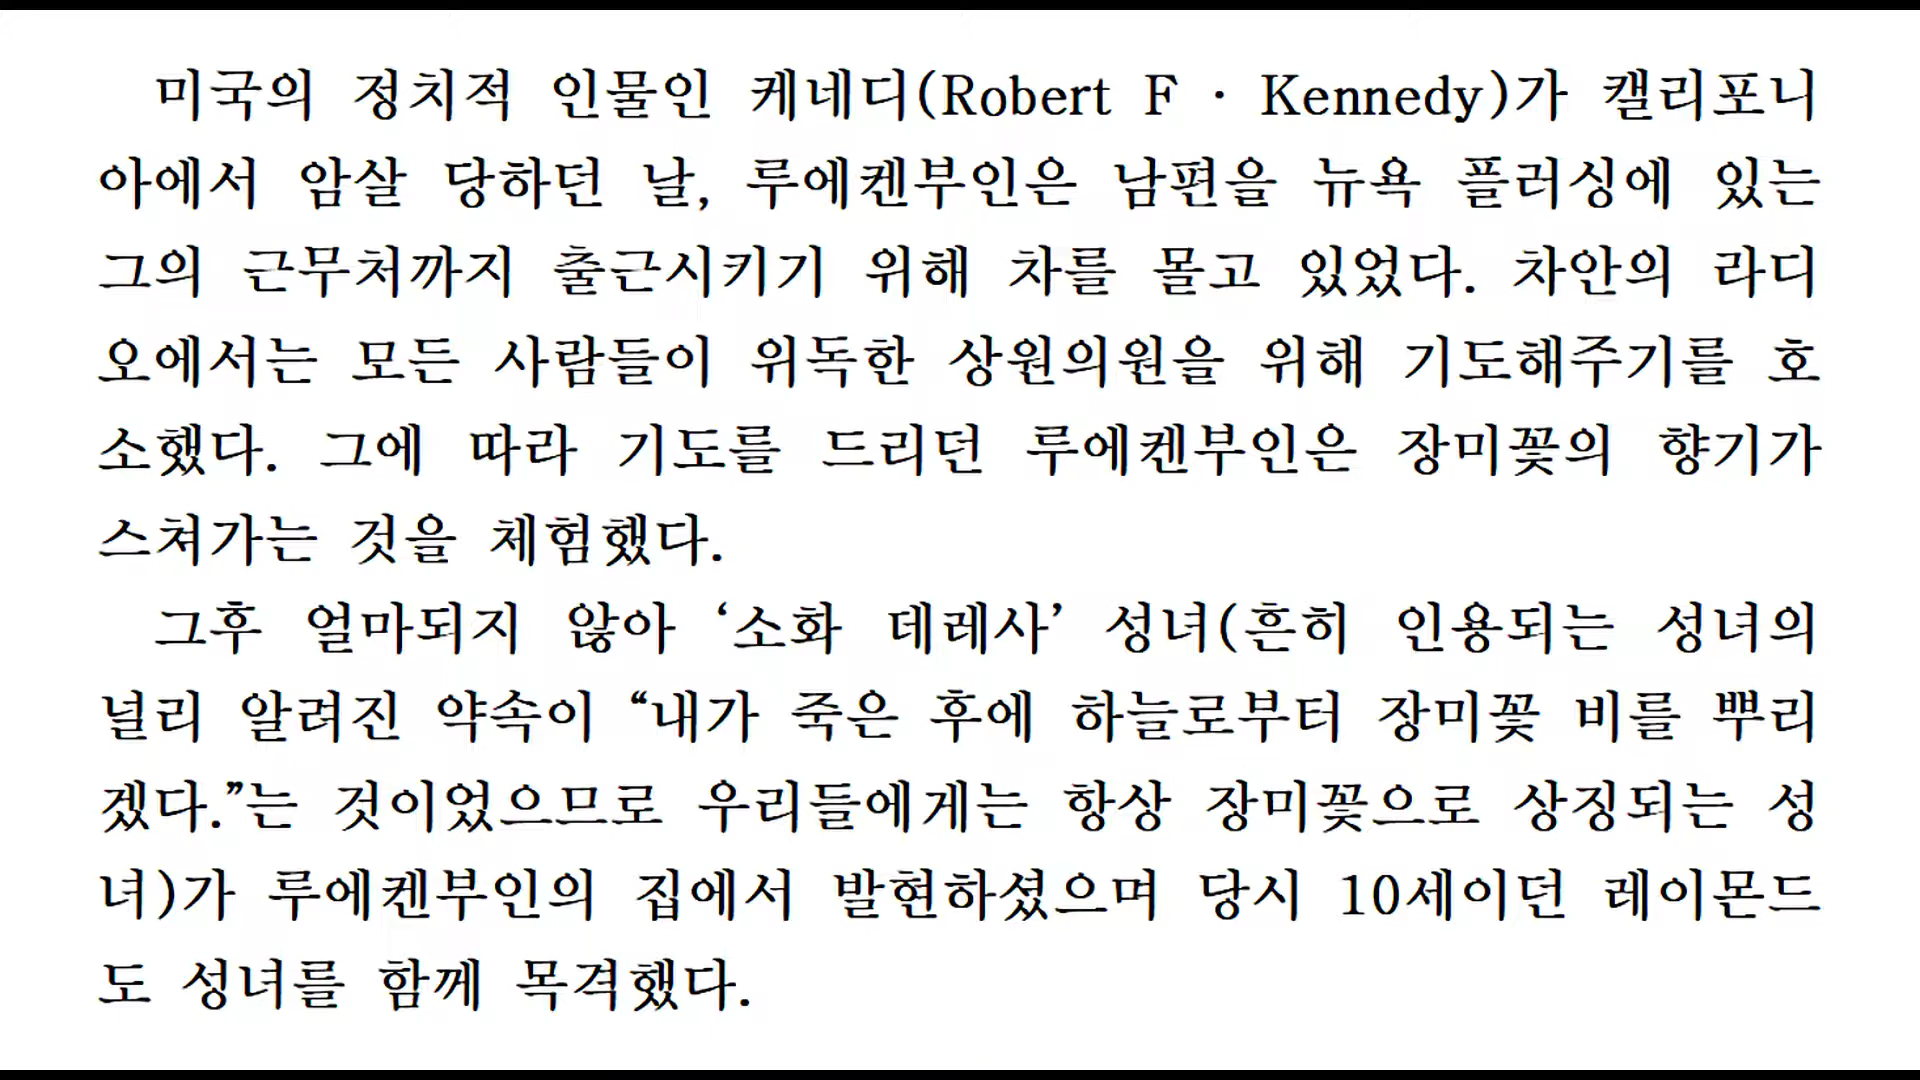 미국의 정치적 인물인 케네디(Robert F · Kennedy)가 캘리포니
아에서 암살 당하던 날, 루에켄부인은 남편을 뉴욕 플러싱에 있는
그의 근무처까지 출근시키기 위해 차를 몰고 있었다. 차안의 라디
오에서는 모든 사람들이 위독한 상원의원을 위해 기도해주기를 호
소했다. 그에 따라 기도를 드리던 루에켄부인은 장미꽃의 향기가
스쳐가는 것을 체험했다.
그후 얼마되지 않아 ‘소화 데레사’ 성녀(흔히 인용되는 성녀의
널리 알려진 약속이 “내가 죽은 후에 하늘로부터 장미꽃 비를 뿌리
겠다.”는 것이었으므로 우리들에게는 항상 장미꽃으로 상징되는 성
녀)가 루에켄부인의 집에서 발현하셨으며 당시 10세이던 레이몬드
도 성녀를 함께 목격했다.